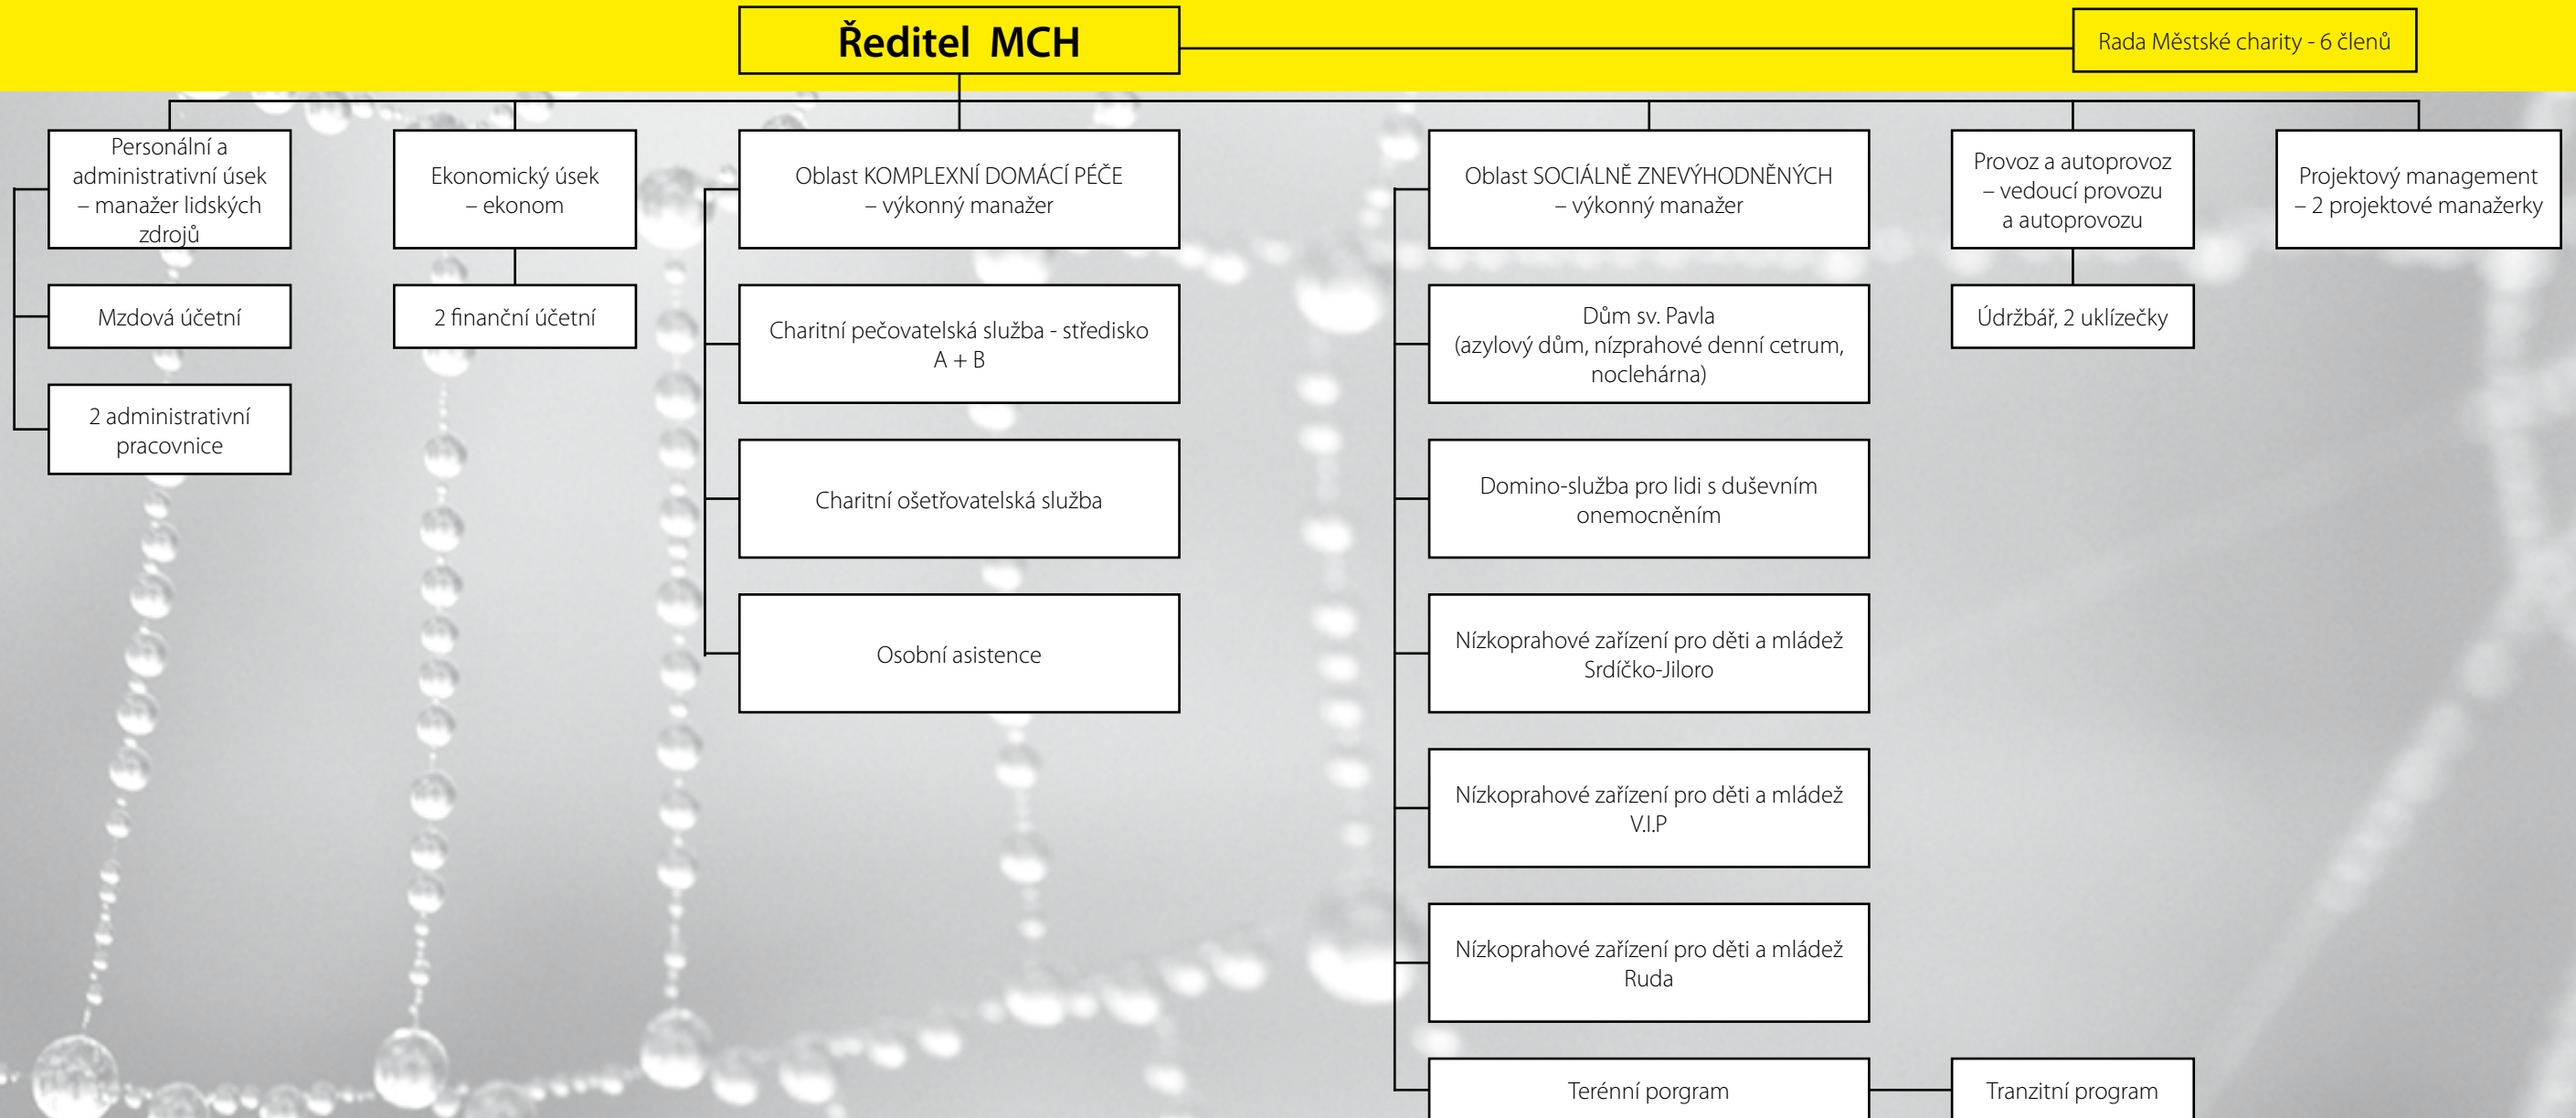 Ředitel MCH
Rada Městské charity - 6 členů
Personální a
administrativní úsek
– manažer lidských
zdrojů
Mzdová účetní
2 administrativní
pracovnice
Ekonomický úsek
– ekonom
2 finanční účetní
Oblast KOMPLEXNÍ DOMÁCÍ PÉČE
– výkonný manažer
Charitní pečovatelská služba - středisko
A + B
Charitní ošetřovatelská služba
Osobní asistence
Oblast SOCIÁLNĚ ZNEVÝHODNĚNÝCH
– výkonný manažer
Dům sv. Pavla
(azylový dům, nízprahové denní cetrum,
noclehárna)
Domino-služba pro lidi s duševním
onemocněním
Nízkoprahové zařízení pro děti a mládež
Srdíčko-Jiloro
Nízkoprahové zařízení pro děti a mládež
V.I.P
Nízkoprahové zařízení pro děti a mládež
Ruda
Terénní porgram
Tranzitní program
Provoz a autoprovoz
– vedoucí provozu
a autoprovozu
Údržbář, 2 uklízečky
Projektový management
– 2 projektové manažerky